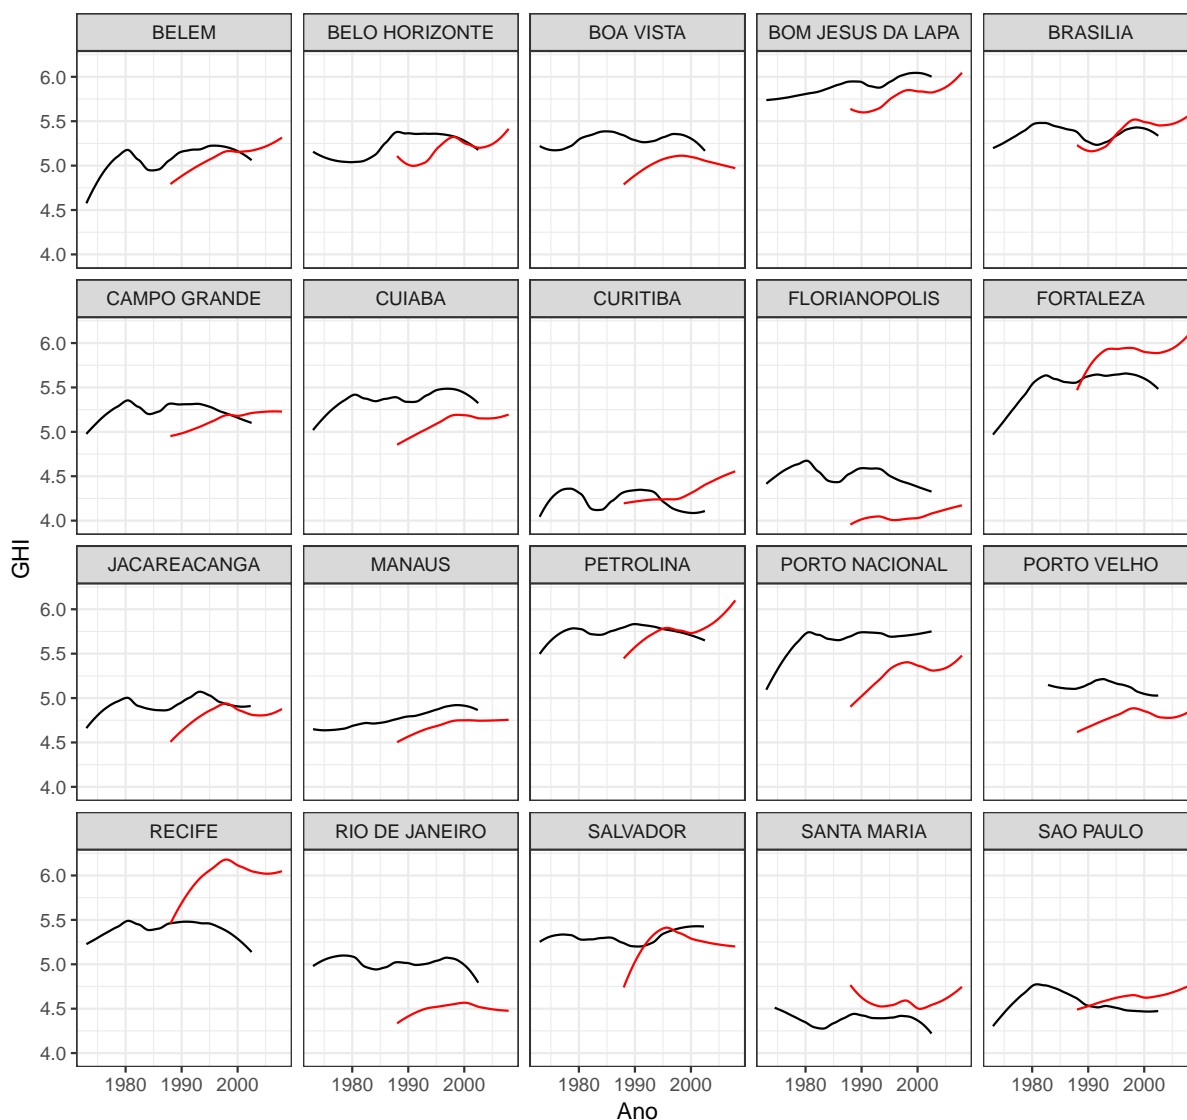 BELEM BELO HORIZONTE BOA VISTA BOM JESUS DA LAPA BRASILIA
6.0
5.5
5.0
4.5
4.0
CAMPO GRANDE CUIABA CURITIBA FLORIANOPOLIS FORTALEZA
6.0
5.5
5.0
4.5
4.0
GHI
JACAREACANGA MANAUS PETROLINA PORTO NACIONAL PORTO VELHO
6.0
5.5
5.0
4.5
4.0
RECIFE RIO DE JANEIRO SALVADOR SANTA MARIA SAO PAULO
6.0
5.5
5.0
4.5
4.0
1980 1990 2000 1980 1990 2000 1980 1990 2000 1980 1990 2000 1980 1990 2000
Ano